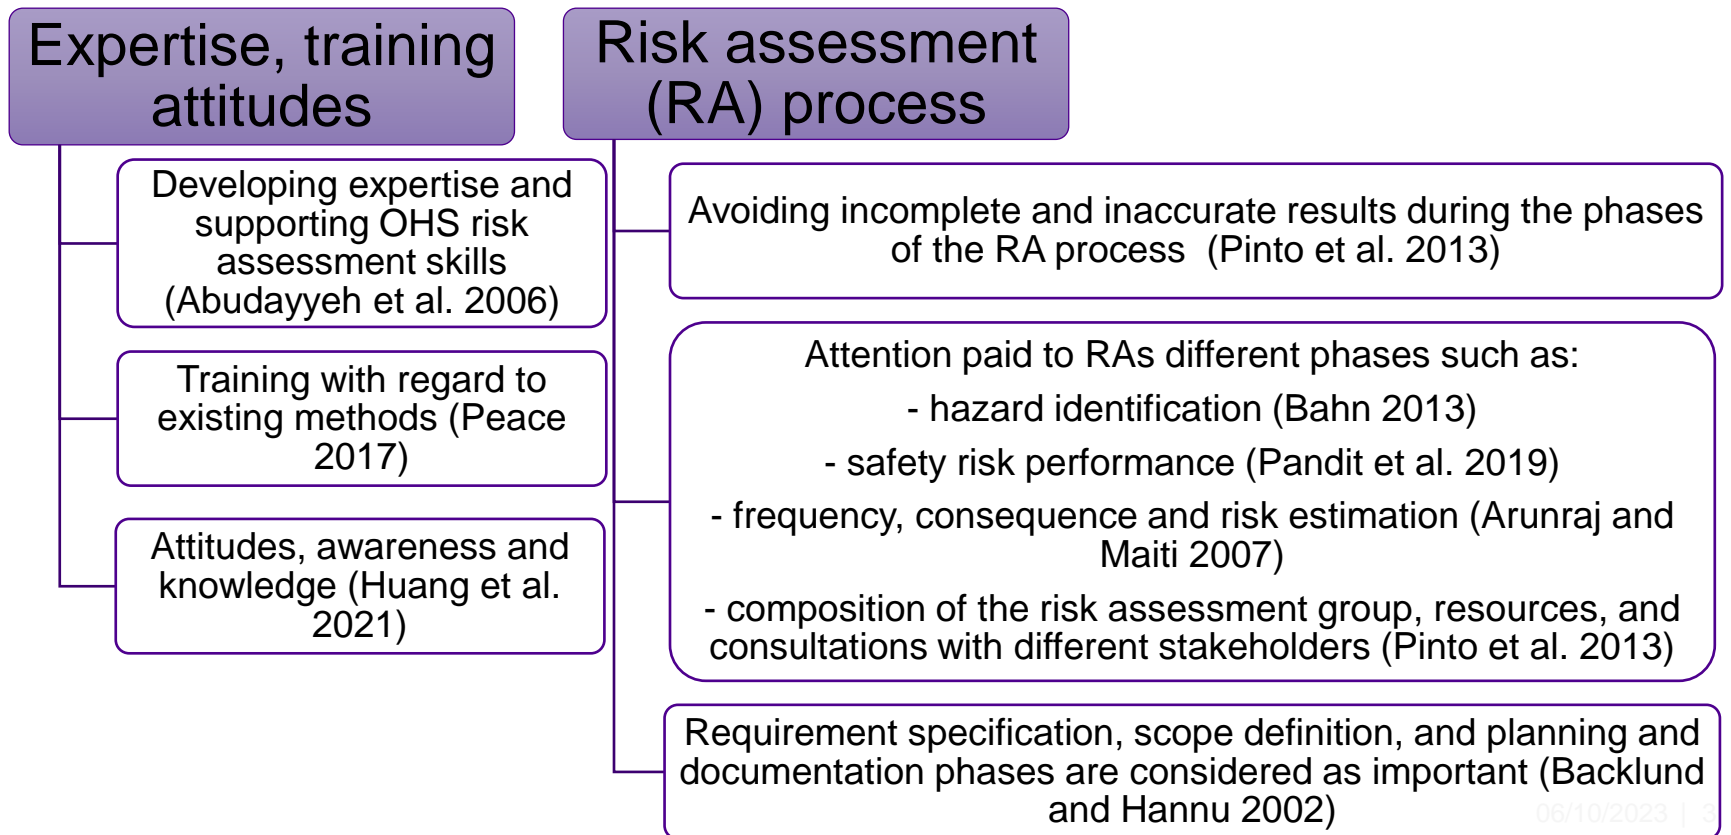 Expertise, training
attitudes
Developing expertise and
supporting OHS risk
assessment skills
(Abudayyeh et al. 2006)
Training with regard to
existing methods (Peace
2017)
Attitudes, awareness and
knowledge (Huang et al.
2021)
Risk assessment
(RA) process
Avoiding incomplete and inaccurate results during the phases
of the RA process (Pinto et al. 2013)
Attention paid to RAs different phases such as:
- hazard identification (Bahn 2013)
- safety risk performance (Pandit et al. 2019)
- frequency, consequence and risk estimation (Arunraj and
Maiti 2007)
- composition of the risk assessment group, resources, and
consultations with different stakeholders (Pinto et al. 2013)
Requirement specification, scope definition, and planning and
documentation phases are considered as important (Backlund
and Hannu 2002)
06/10/2023 | 3